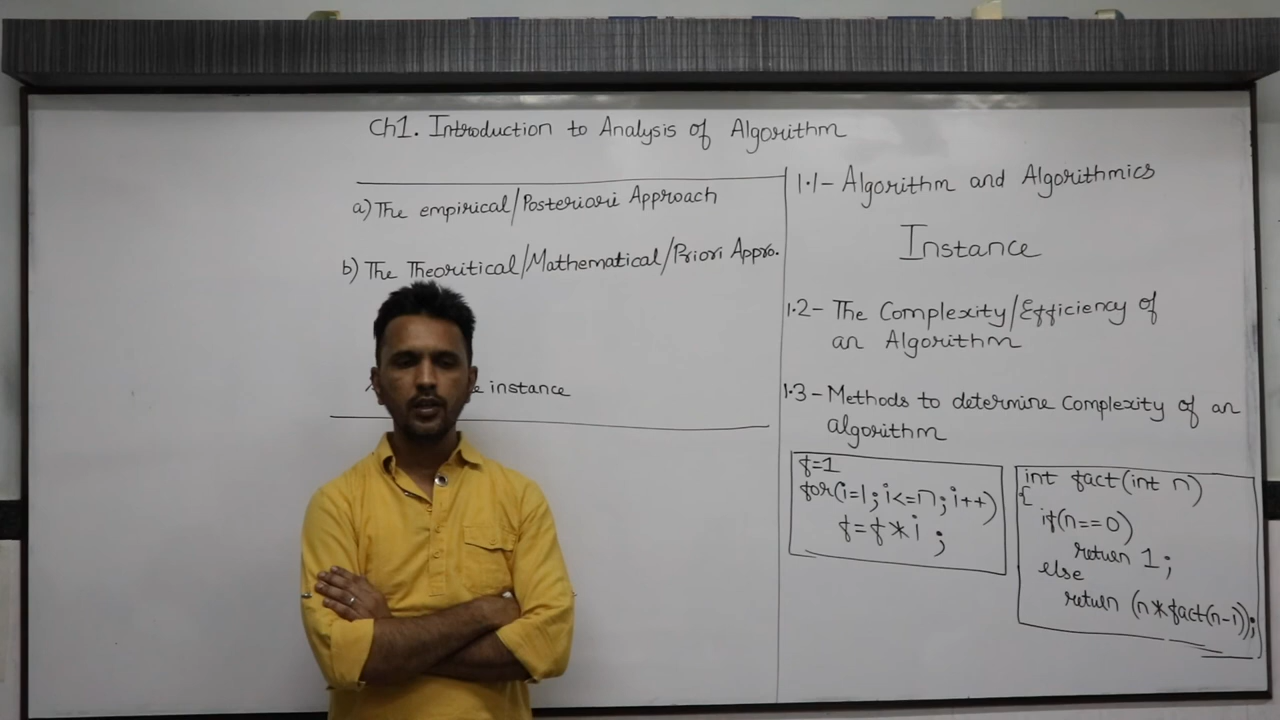 Ch1. Introduction to Analysis of Algorithm
a) The empirical/Posteriori Approach
b) The Theoritical/Mathematical/Priori Appro.
instance
1.1- Algorithm and Algorithmics
Instance
1.2- The Complexity/Efficiency of
an Algorithm
1.3- Methods to determine Complexity of an
algorithm
f=1
for(i=1;i<=n;i++)
f=f*i ;
int fact(int n)
{
if(n==0)
return 1;
else
return (n*fact(n-1));